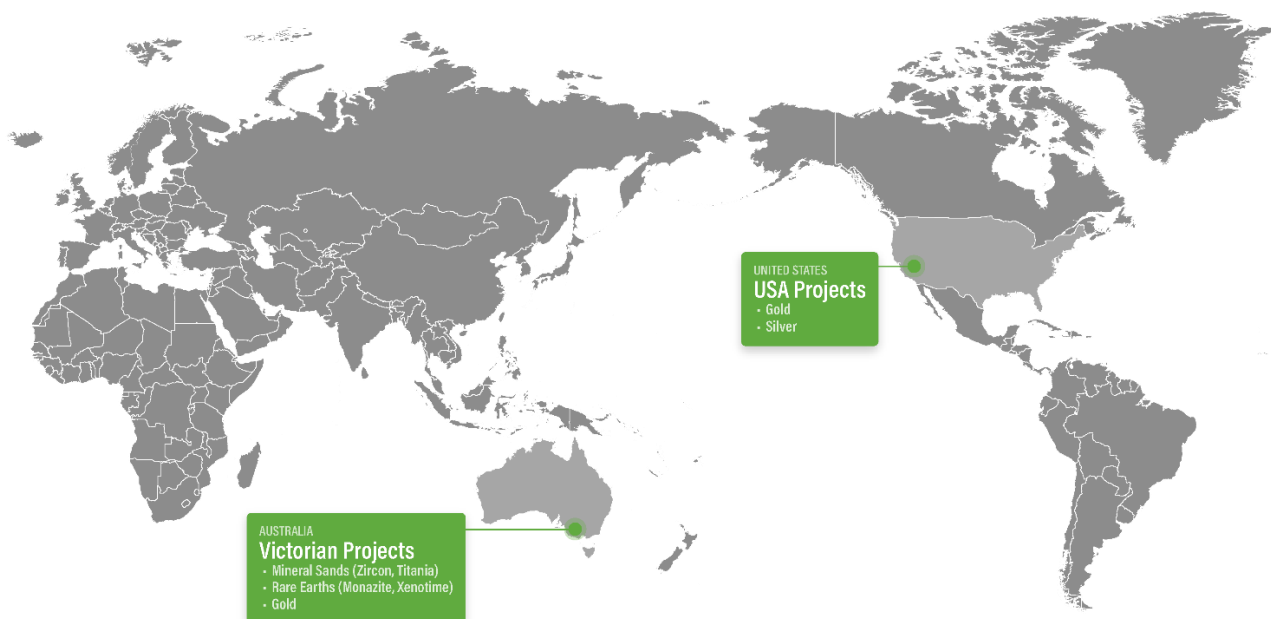 UNITED STATES
USA Projects
• Gold
• Silver
AUSTRALIA
Victorian Projects
• Mineral Sands (Zircon, Titania)
• Rare Earths (Monazite, Xenotime)
• Gold